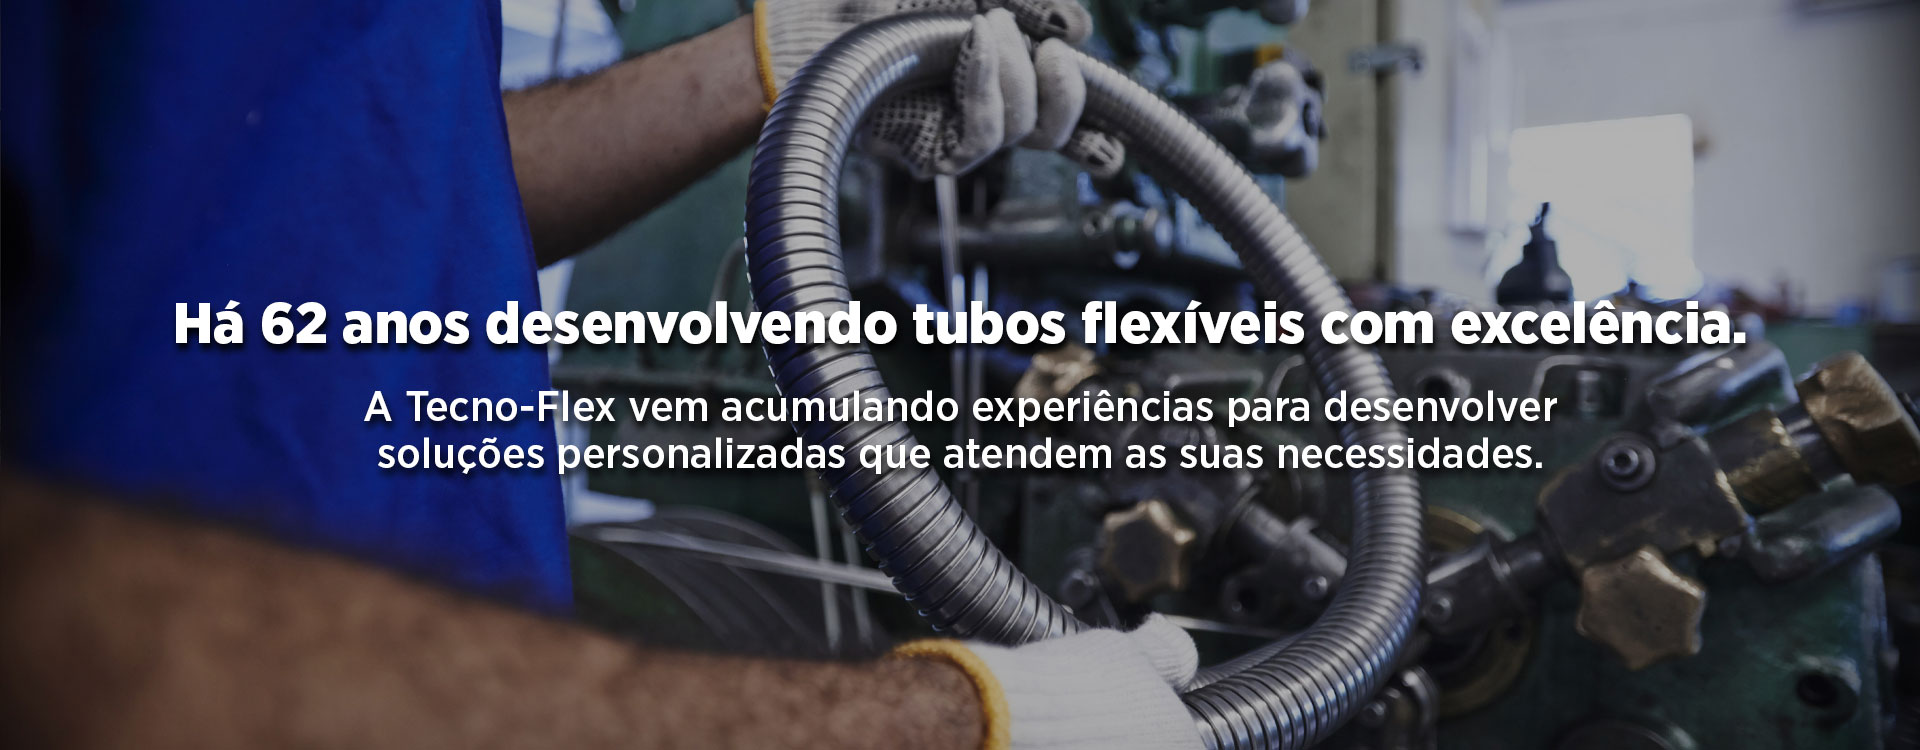 Há 62 anos desenvolvendo tubos flexíveis com excelência.
A Tecno-Flex vem acumulando experiências para desenvolver
soluções personalizadas que atendem as suas necessidades.